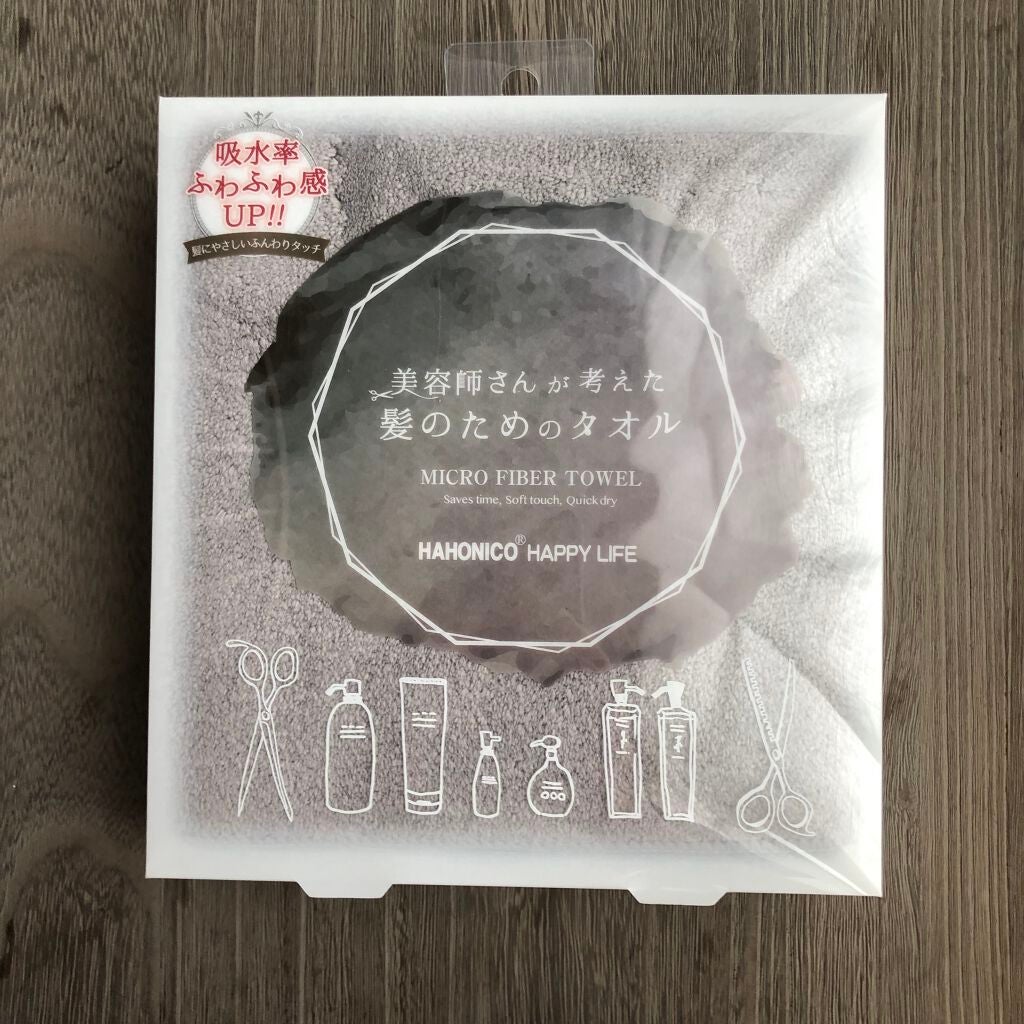 吸水率
ふわふわ感
UP!!
髪にやさしいふんわりタッチ
美容師さんが考えた
髪のためのタオル
MICRO FIBER TOWEL
Saves time, Soft touch, Quick dry
HAHONICO® HAPPY LIFE